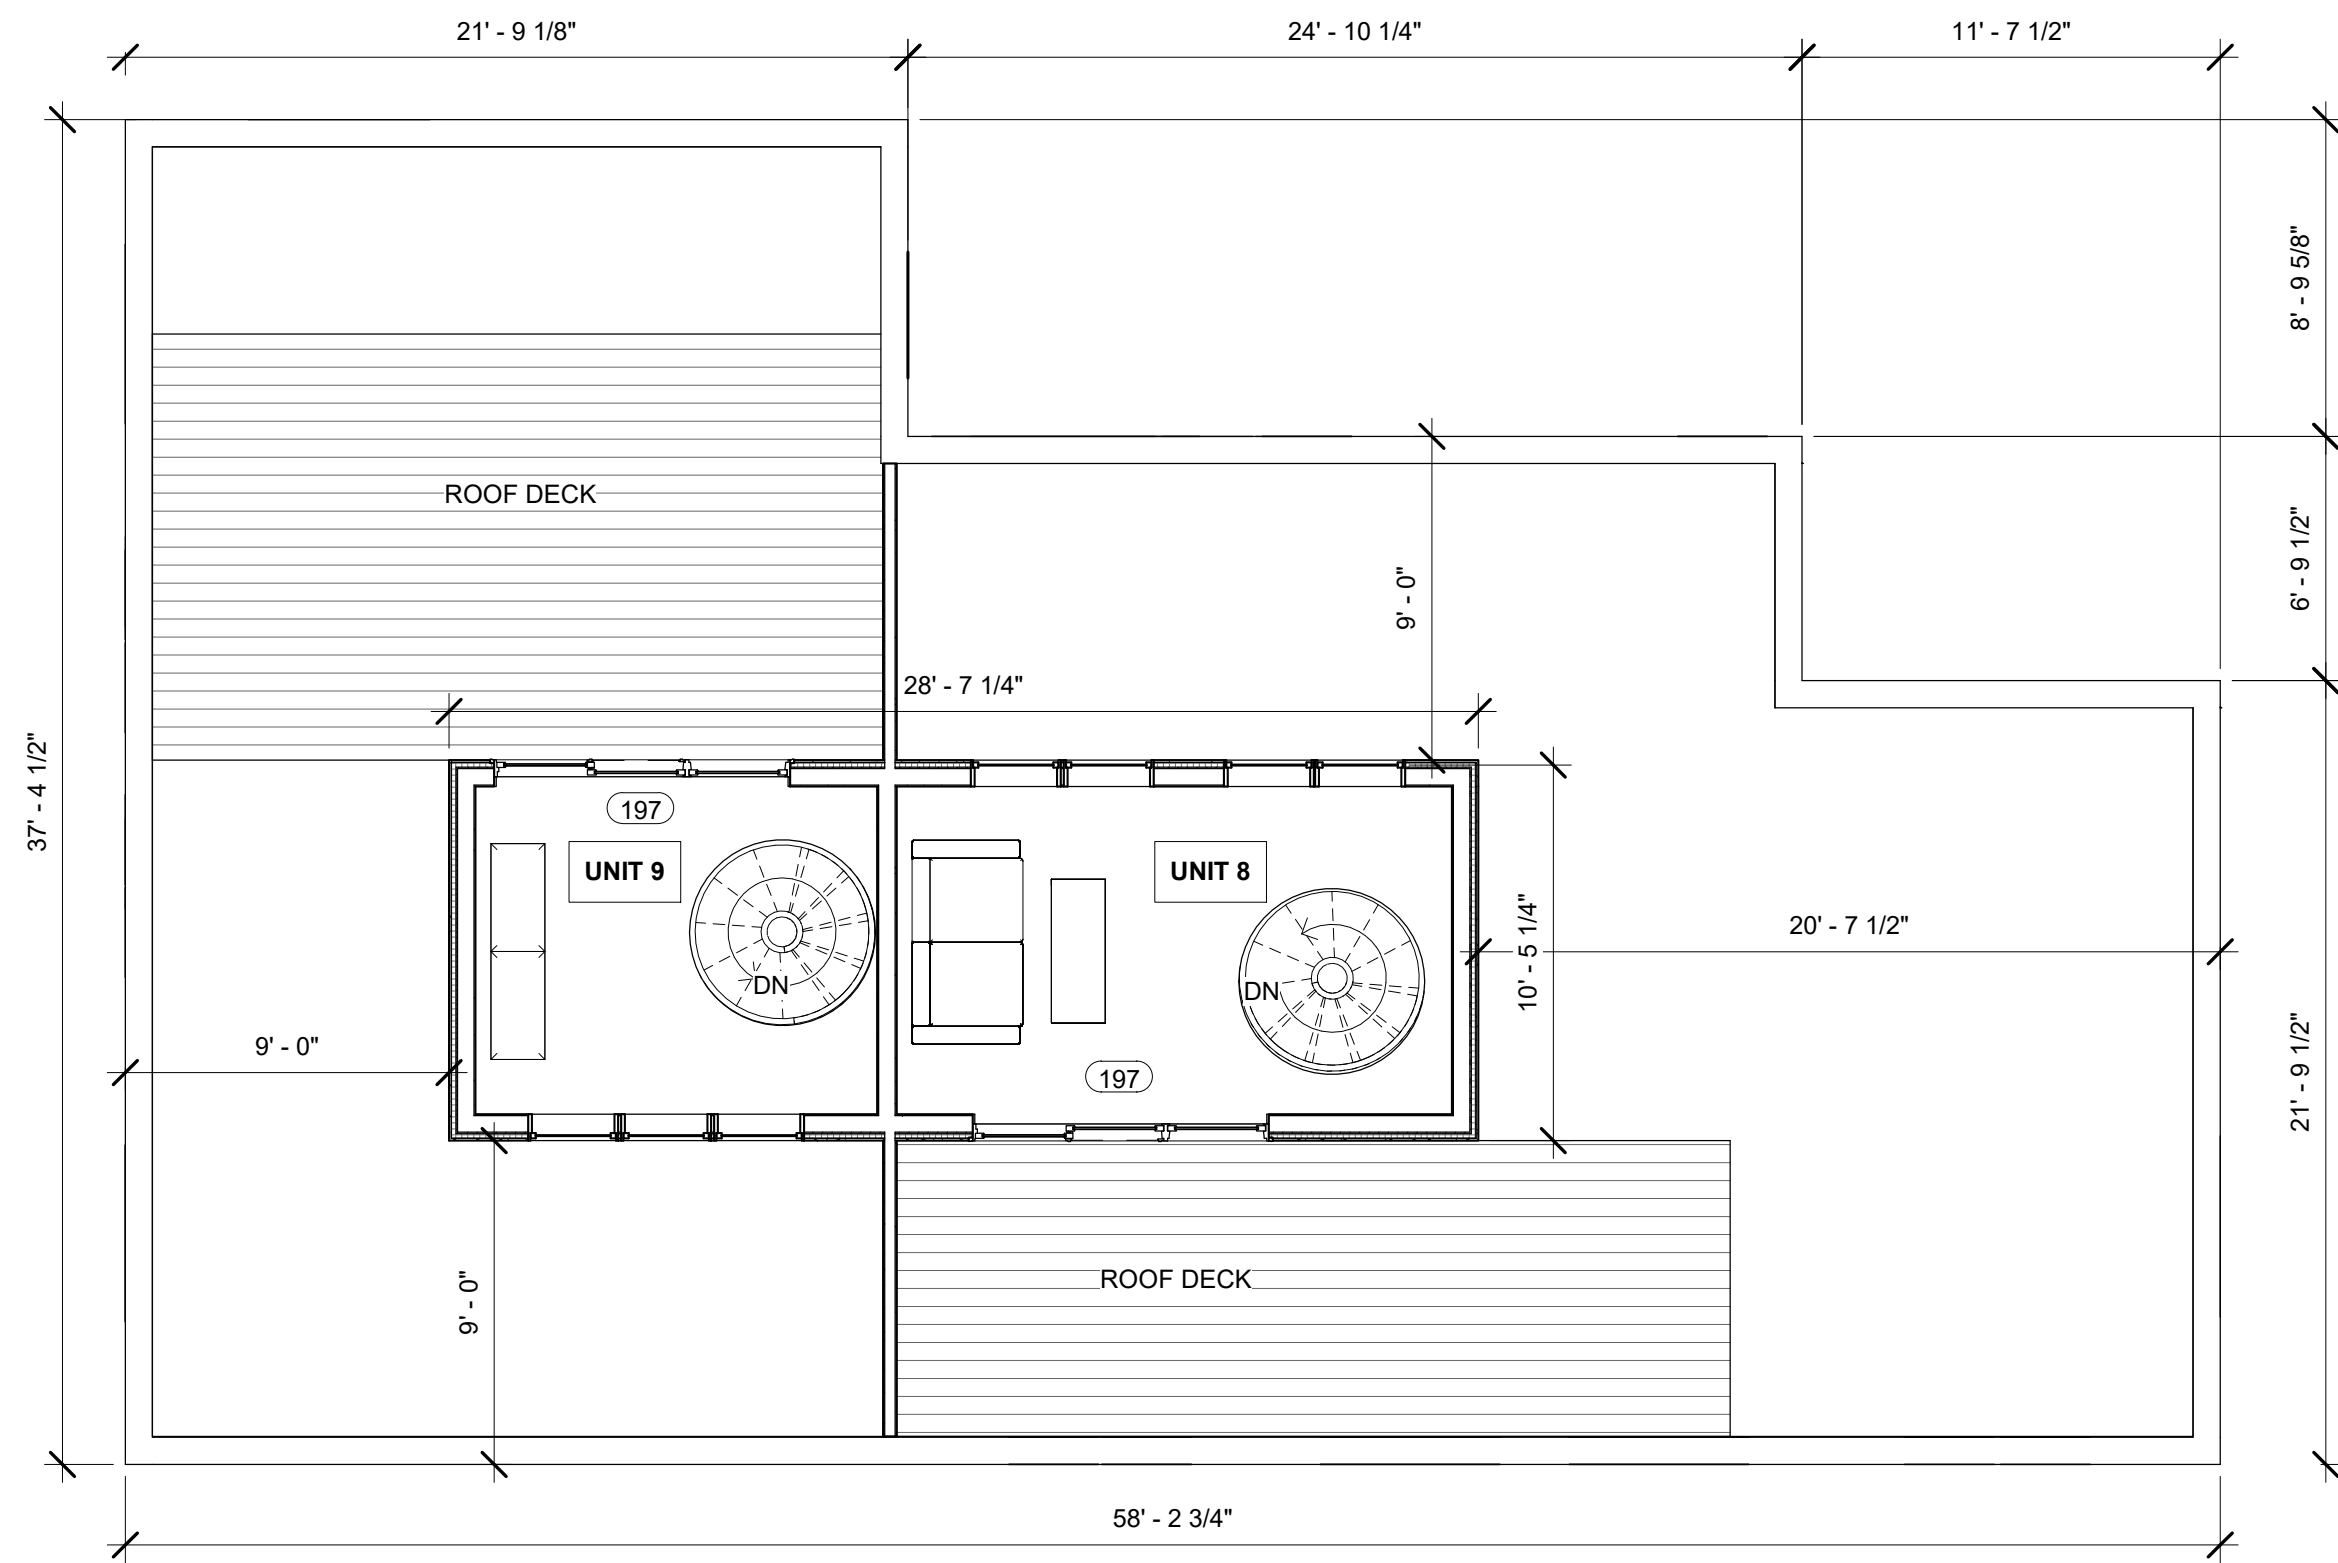 21' - 9 1/8"
24' - 10 1/4"
11' - 7 1/2"
8' - 9 5/8"
ROOF DECK
6' - 9 1/2"
9' - 0"
28' - 7 1/4"
37' - 4 1/2"
197
UNIT 9
UNIT 8
20' - 7 1/2"
10' - 5 1/4"
DN
DN
9' - 0"
197
21' - 9 1/2"
ROOF DECK
9' - 0"
58' - 2 3/4"